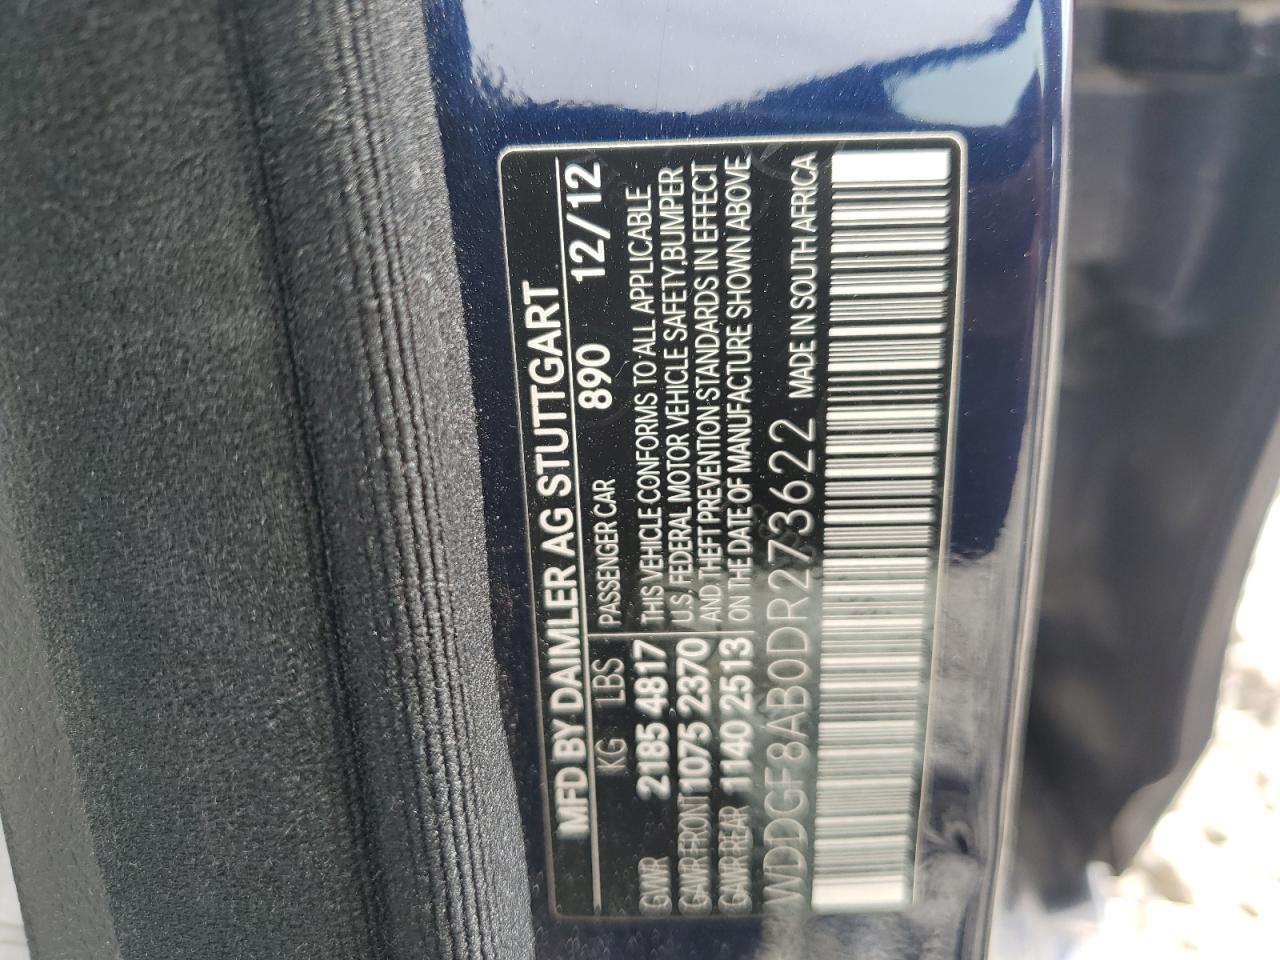 MFD BY DAIMLER AG STUTTGART
KG LBS PASSENGER CAR 890 12/12
GVWR 2185 4817 THIS VEHICLE CONFORMS TO ALL APPLICABLE
GAWR FRONT 1075 2370 U.S. FEDERAL MOTOR VEHICLE SAFETY,BUMPER
GAWR REAR 1140 2513 AND THEFT PREVENTION STANDARDS IN EFFECT
ON THE DATE OF MANUFACTURE SHOWN ABOVE
WDDGF8AB0DR273622 MADE IN SOUTH AFRICA